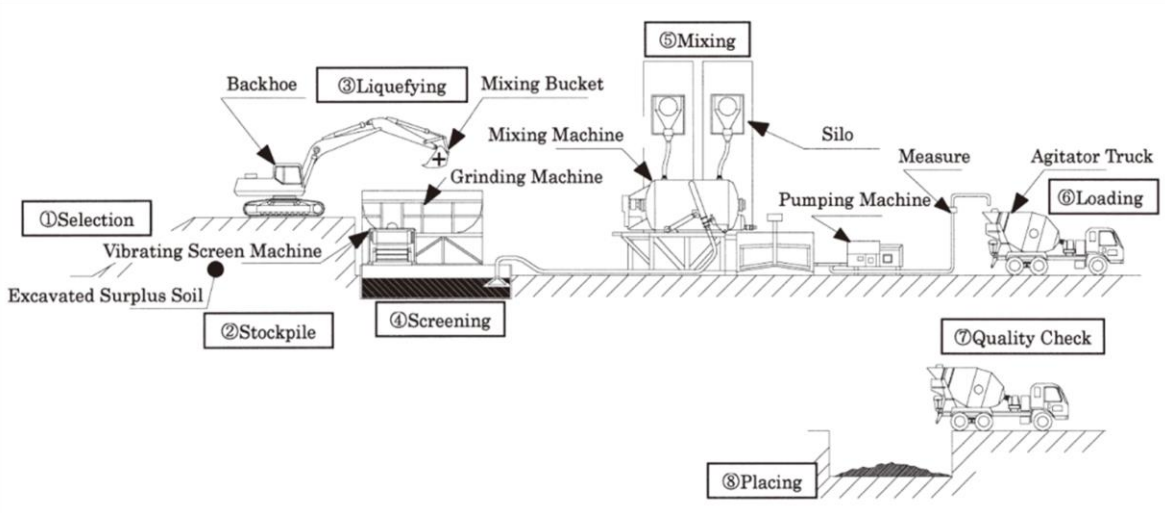 ⑤Mixing
Backhoe
③Liquefying
Mixing Bucket
Mixing Machine
Silo
Measure
Agitator Truck
Grinding Machine
Pumping Machine
⑥Loading
①Selection
Vibrating Screen Machine
Excavated Surplus Soil
②Stockpile
④Screening
⑦Quality Check
⑧Placing